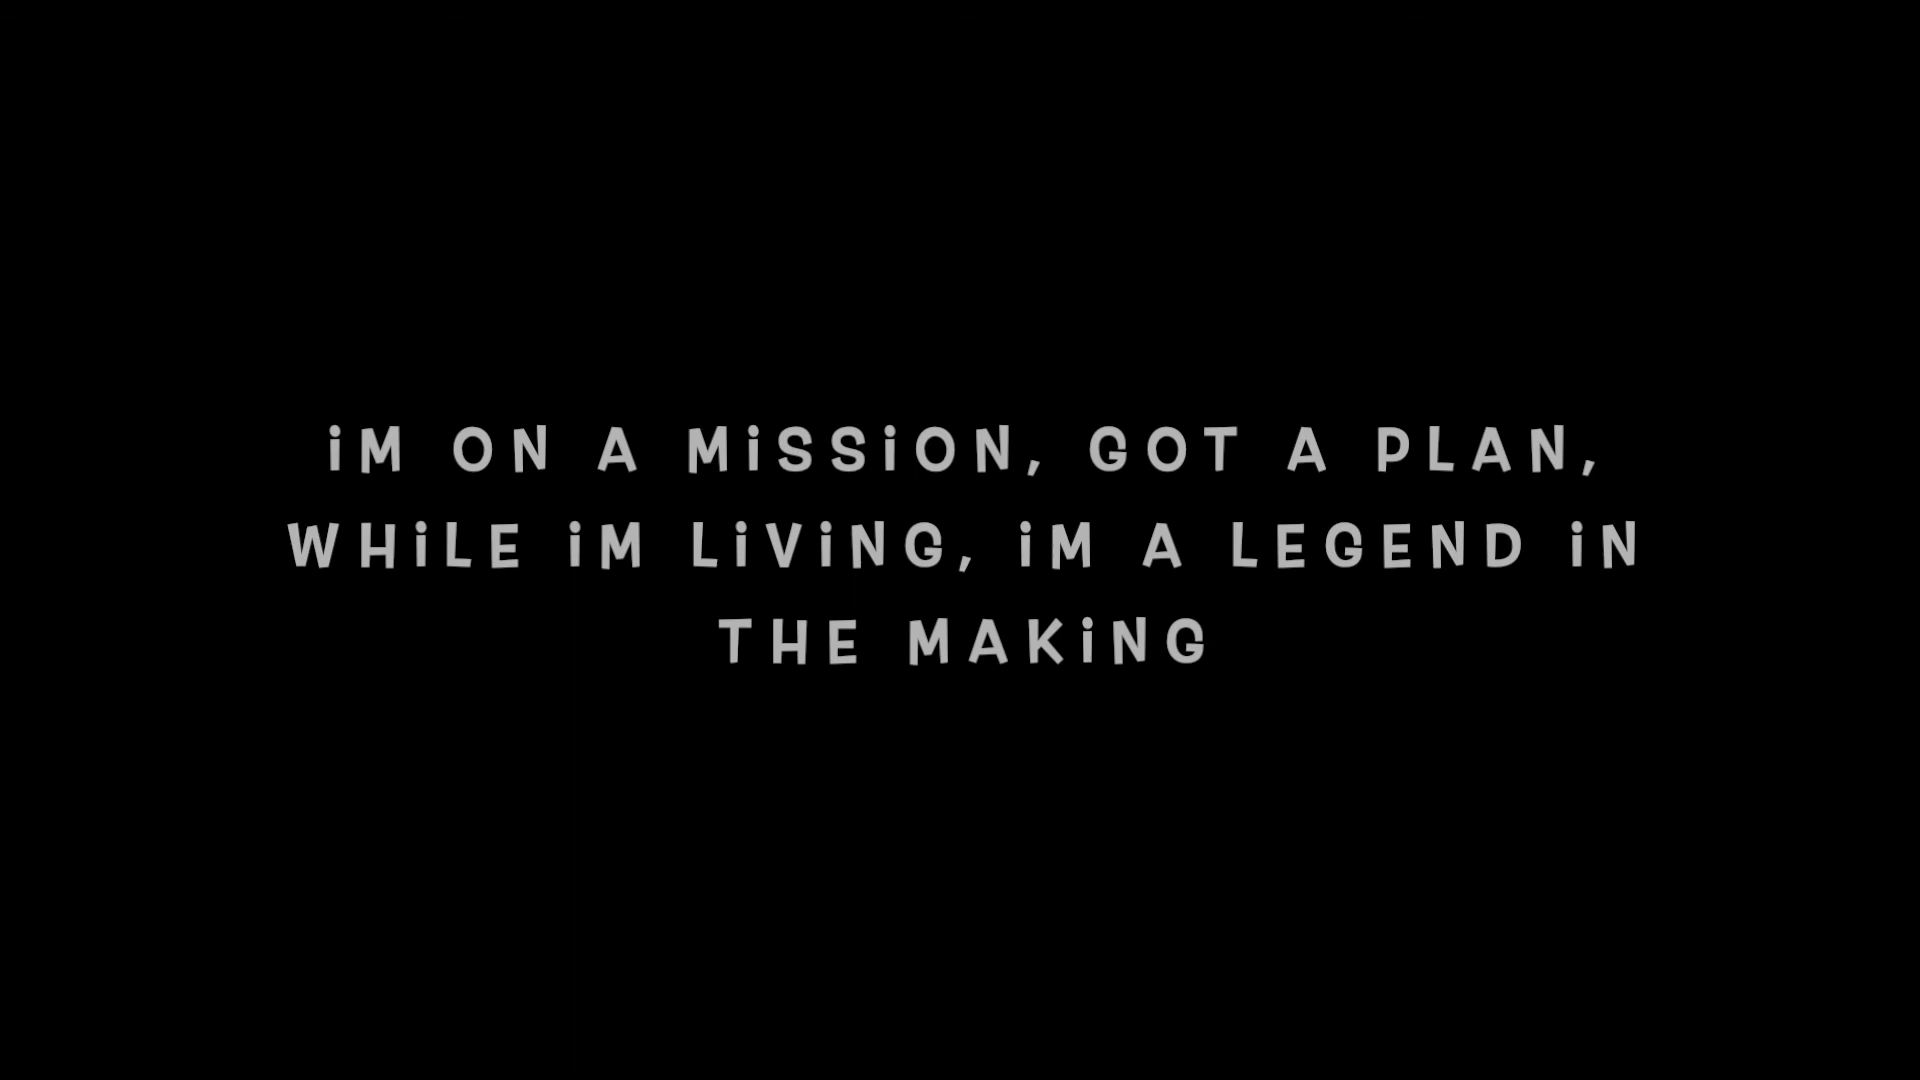 iM ON A MiSSiON, GOT A PLAN,
WHiLE iM LiViNG, iM A LEGEND iN
THE MAKiNG